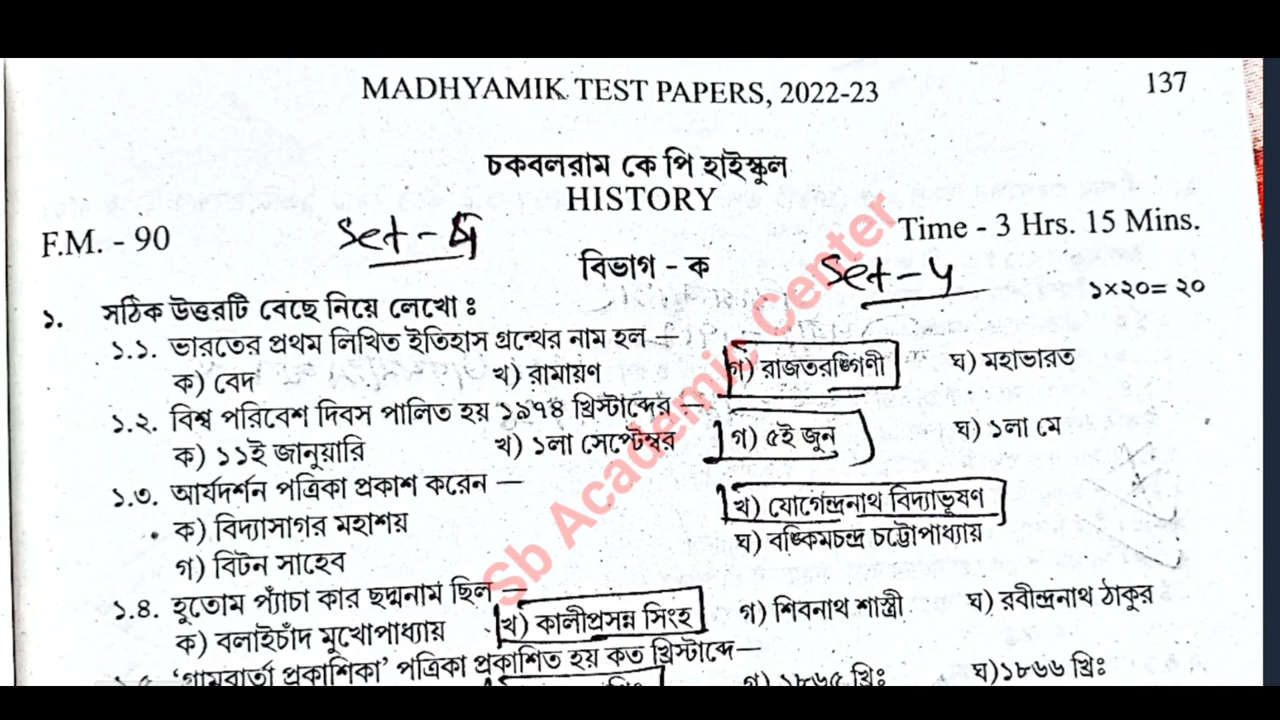 MADHYAMIK TEST PAPERS, 2022-23 137
চকবলরাম কে পি হাইস্কুল
HISTORY
F.M. - 90 Set - Time - 3 Hrs. 15 Mins.
বিভাগ - ক Set - 4
১. সঠিক উত্তরটি বেছে নিয়ে লেখো ঃ ১×২০= ২০
১.১. ভারতের প্রথম লিখিত ইতিহাস গ্রন্থের নাম হল —
ক) বেদ খ) রামায়ণ গ) রাজতরঙ্গিণী ঘ) মহাভারত
১.২. বিশ্ব পরিবেশ দিবস পালিত হয় ১৯৭৪ খ্রিস্টাব্দের —
ক) ১১ই জানুয়ারি খ) ১লা সেপ্টেম্বর গ) ৫ই জুন ঘ) ১লা মে
১.৩. আর্যদর্শন পত্রিকা প্রকাশ করেন —
ক) বিদ্যাসাগর মহাশয় খ) যোগেন্দ্রনাথ বিদ্যাভূষণ
গ) বিটন সাহেব ঘ) বঙ্কিমচন্দ্র চট্টোপাধ্যায়
১.৪. হুতোম প্যাঁচা কার ছদ্মনাম ছিল —
ক) বলাইচাঁদ মুখোপাধ্যায় খ) কালীপ্রসন্ন সিংহ গ) শিবনাথ শাস্ত্রী ঘ) রবীন্দ্রনাথ ঠাকুর
১.৫. ‘গ্রামবার্তা প্রকাশিকা’ পত্রিকা প্রকাশিত হয় কত খ্রিস্টাব্দে—
গ) ১৮৬৫ খ্রিঃ ঘ) ১৮৬৬ খ্রিঃ
Sb Academic Center